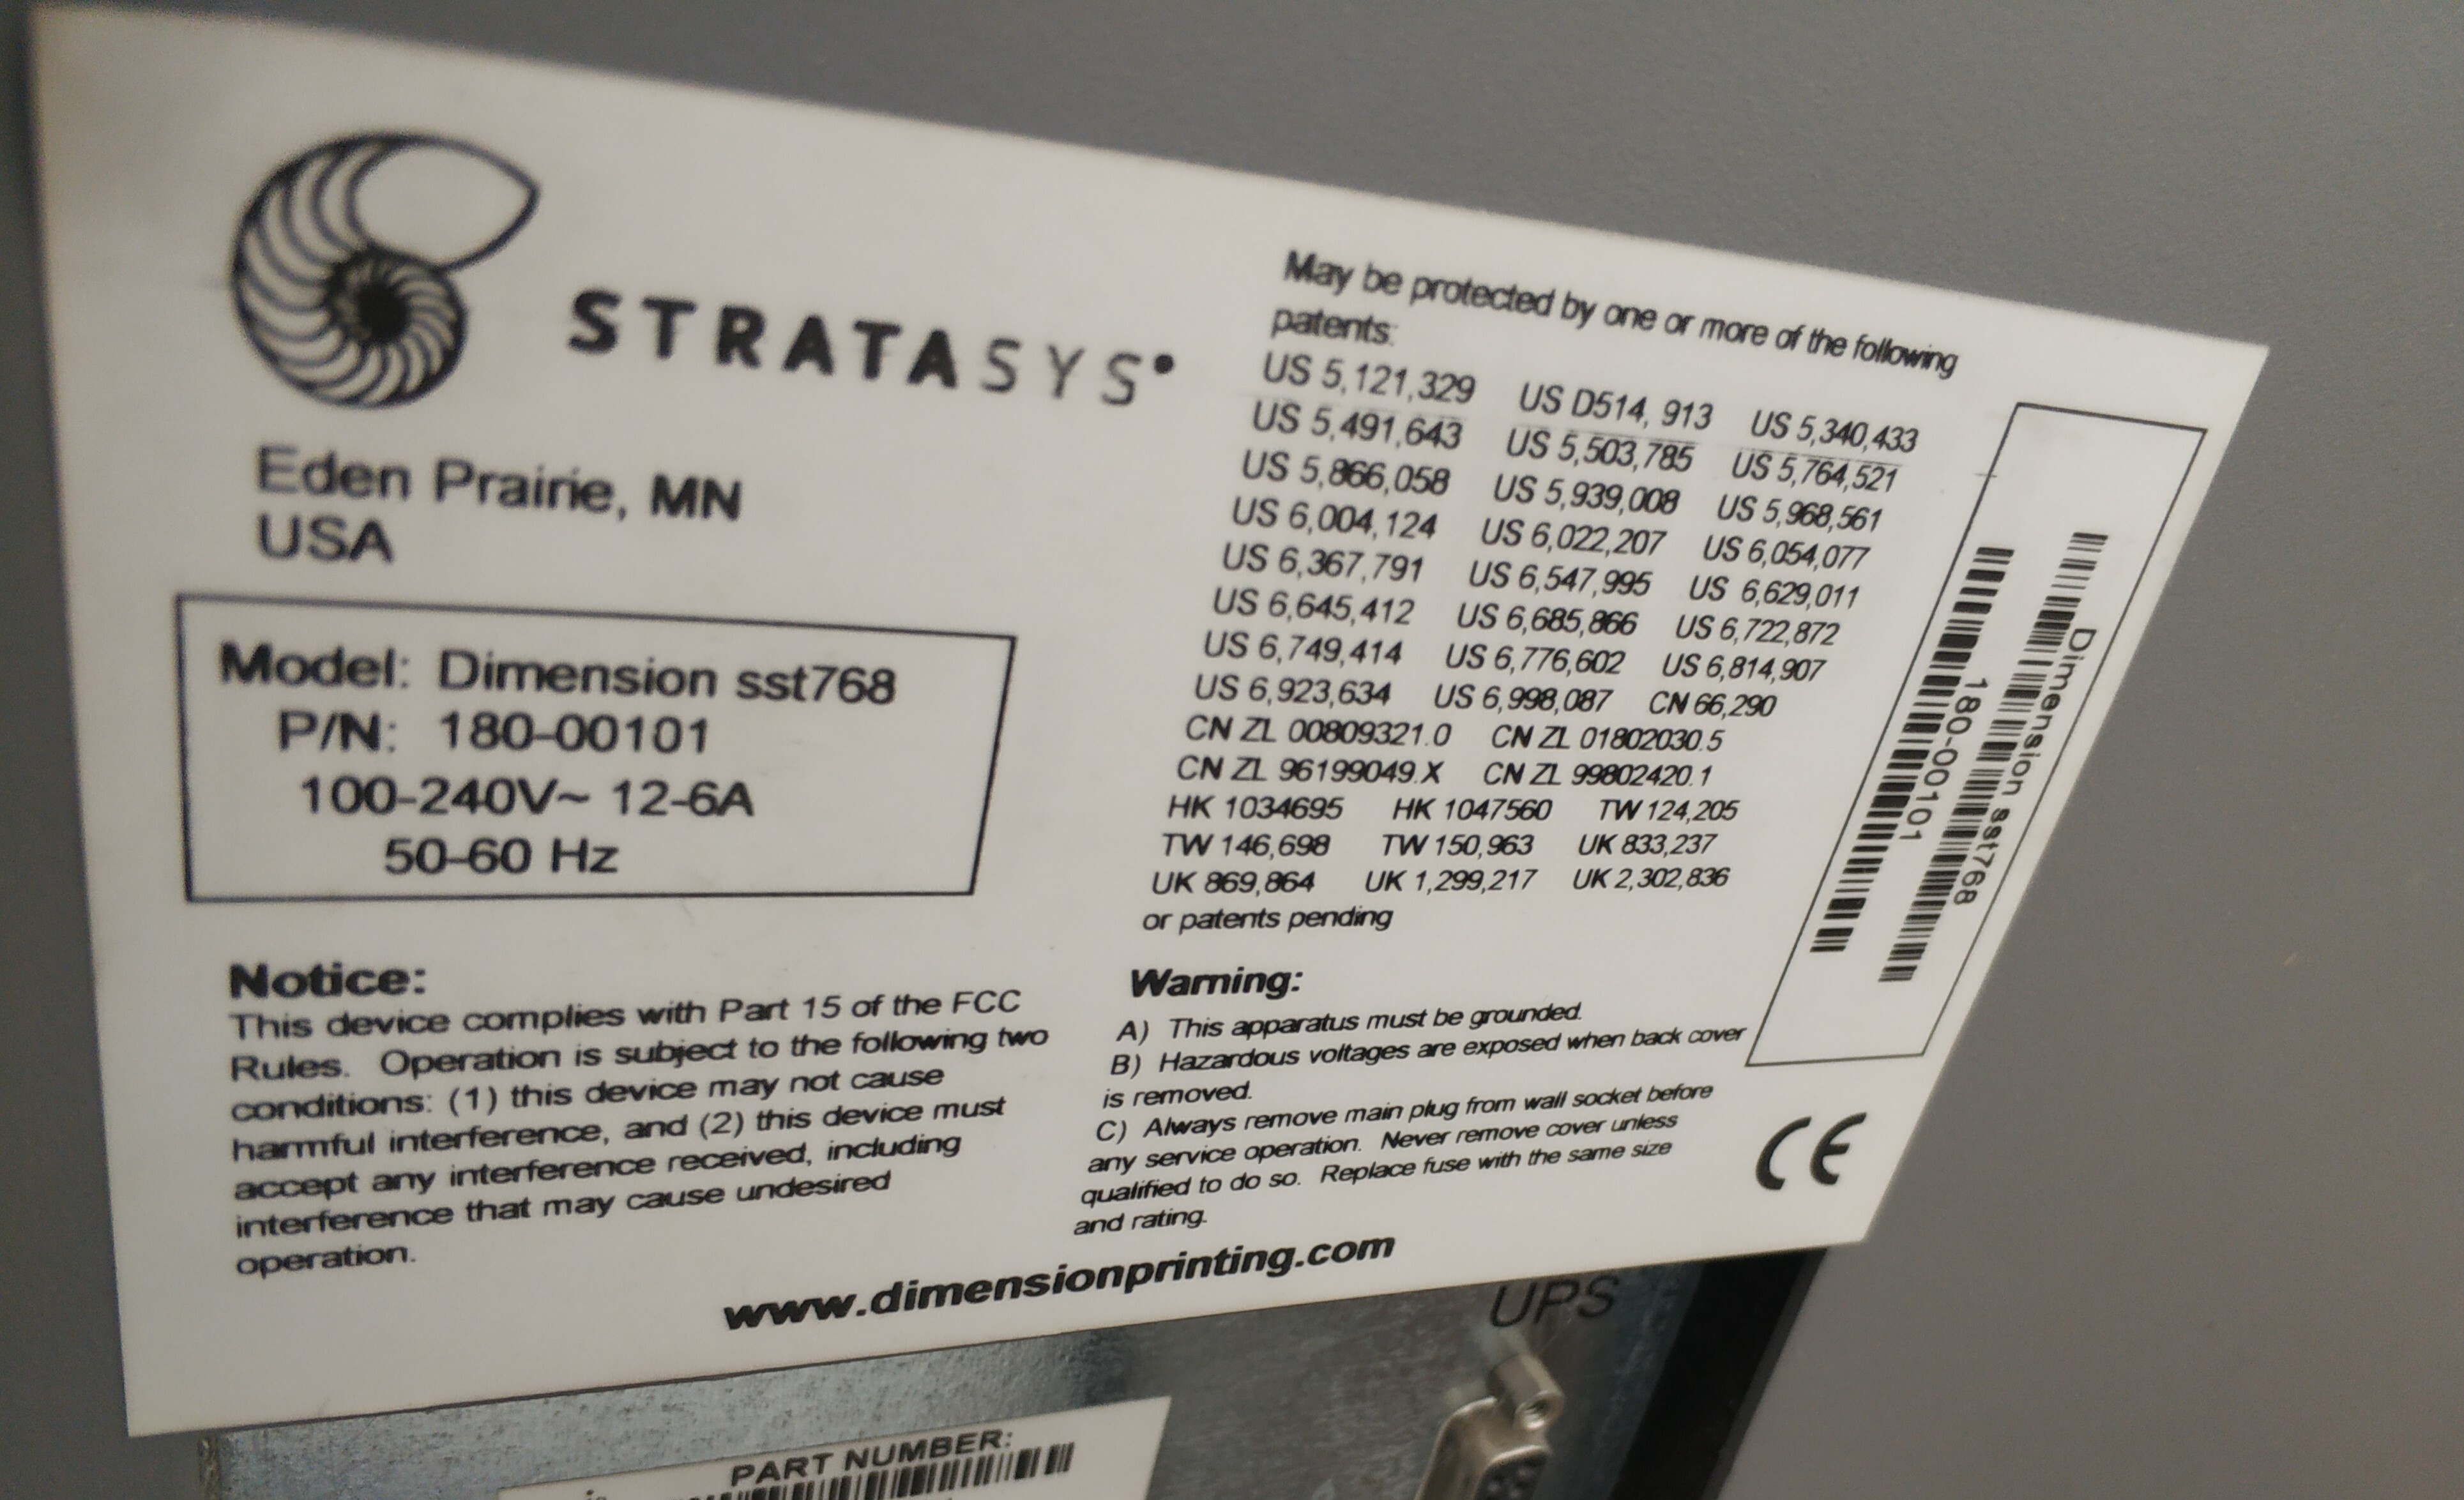 STRATASYS
Eden Prairie, MN
USA
Model: Dimension sst768
P/N: 180-00101
100-240V~ 12-6A
50-60 Hz
Notice:
This device complies with Part 15 of the FCC
Rules. Operation is subject to the following two
conditions: (1) this device may not cause
harmful interference, and (2) this device must
accept any interference received, including
interference that may cause undesired
operation.
May be protected by one or more of the following
patents:
US 5,121,329 US D514, 913 US 5,340,433
US 5,491,643 US 5,503,785 US 5,764,521
US 5,866,058 US 5,939,008 US 5,968,561
US 6,004,124 US 6,022,207 US 6,054,077
US 6,367,791 US 6,547,995 US 6,629,011
US 6,645,412 US 6,685,866 US 6,722,872
US 6,749,414 US 6,776,602 US 6,814,907
US 6,923,634 US 6,998,087 CN 66,290
CN ZL 00809321.0 CN ZL 01802030.5
CN ZL 96199049.X CN ZL 99802420.1
HK 1034695 HK 1047560 TW 124,205
TW 146,698 TW 150,963 UK 833,237
UK 869,864 UK 1,299,217 UK 2,302,836
or patents pending
Warning:
A) This apparatus must be grounded.
B) Hazardous voltages are exposed when back cover
is removed.
C) Always remove main plug from wall socket before
any service operation. Never remove cover unless
qualified to do so. Replace fuse with the same size
and rating.
www.dimensionprinting.com
Dimension sst768
180-00101
CE
UPS
PART NUMBER: